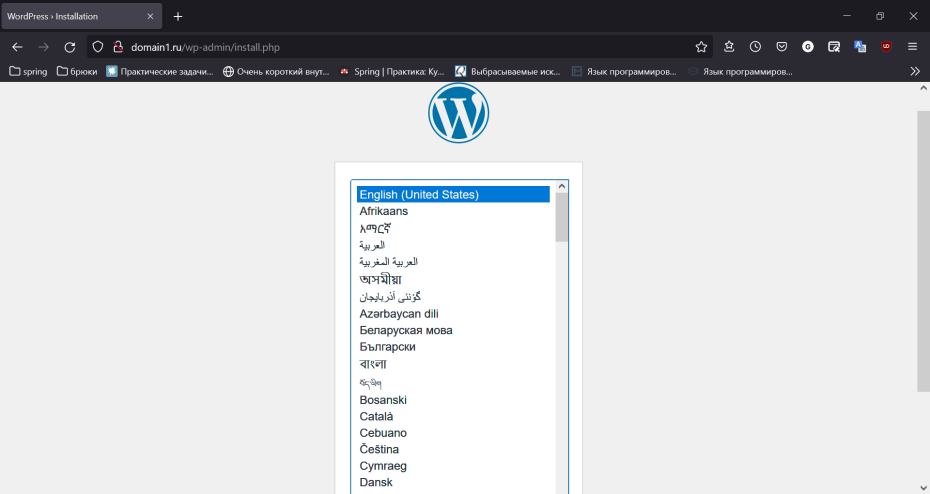 WordPress › Installation
domain1.ru/wp-admin/install.php
spring
брюки
Практические задачи...
Очень короткий внут...
Spring | Практика: Ку...
Выбрасываемые иск...
Язык программиров...
Язык программиров...
English (United States)
Afrikaans
አማርኛ
العربية
العربية المغربية
অসমীয়া
گؤنئی آذربایجان
Azərbaycan dili
Беларуская мова
Български
বাংলা
བོད་ཡིག
Bosanski
Català
Cebuano
Čeština
Cymraeg
Dansk